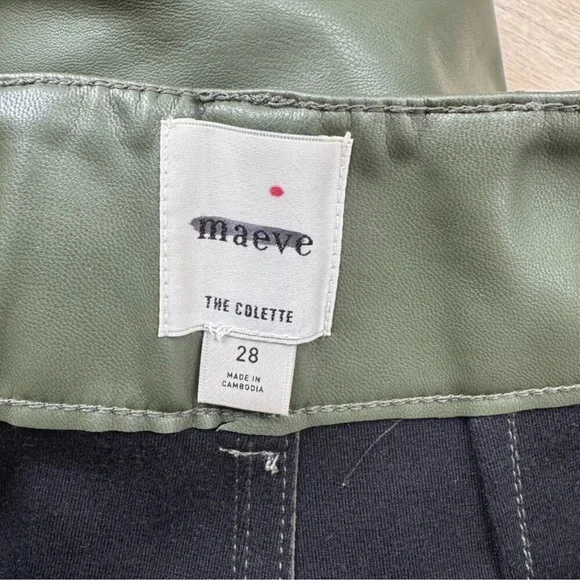 maeve
THE COLETTE
28
MADE IN
CAMBODIA